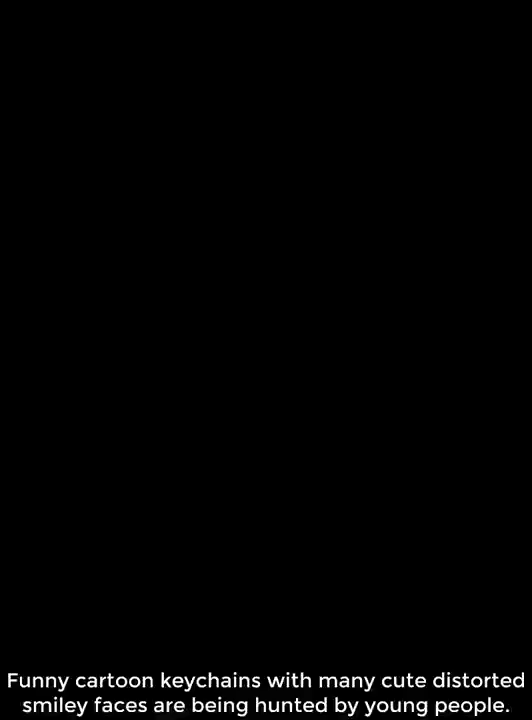 Funny cartoon keychains with many cute distorted
smiley faces are being hunted by young people.